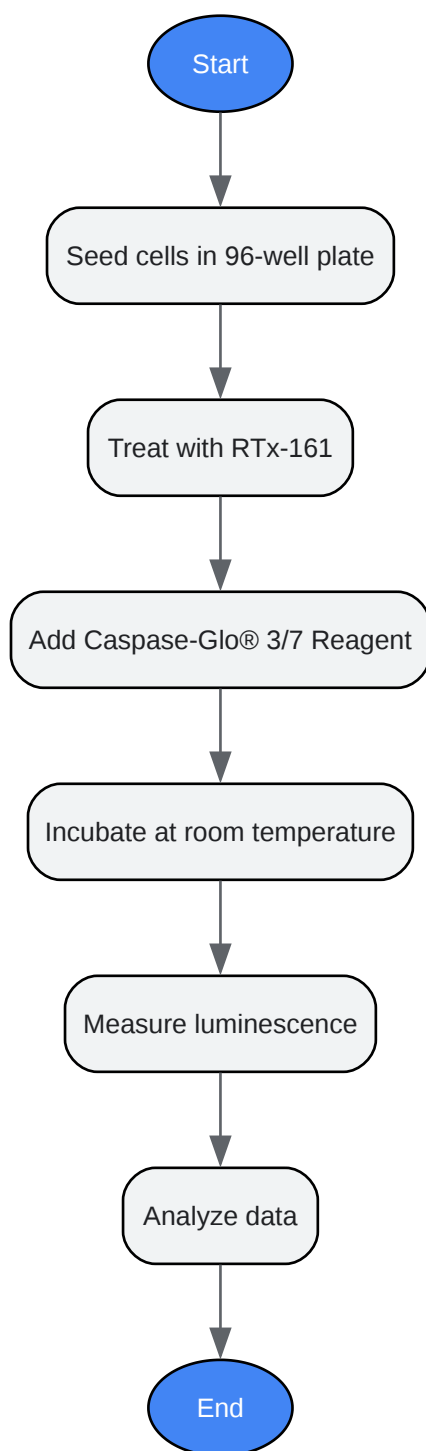 Start
Seed cells in 96-well plate
Treat with RTx-161
Add Caspase-Glo® 3/7 Reagent
Incubate at room temperature
Measure luminescence
Analyze data
End